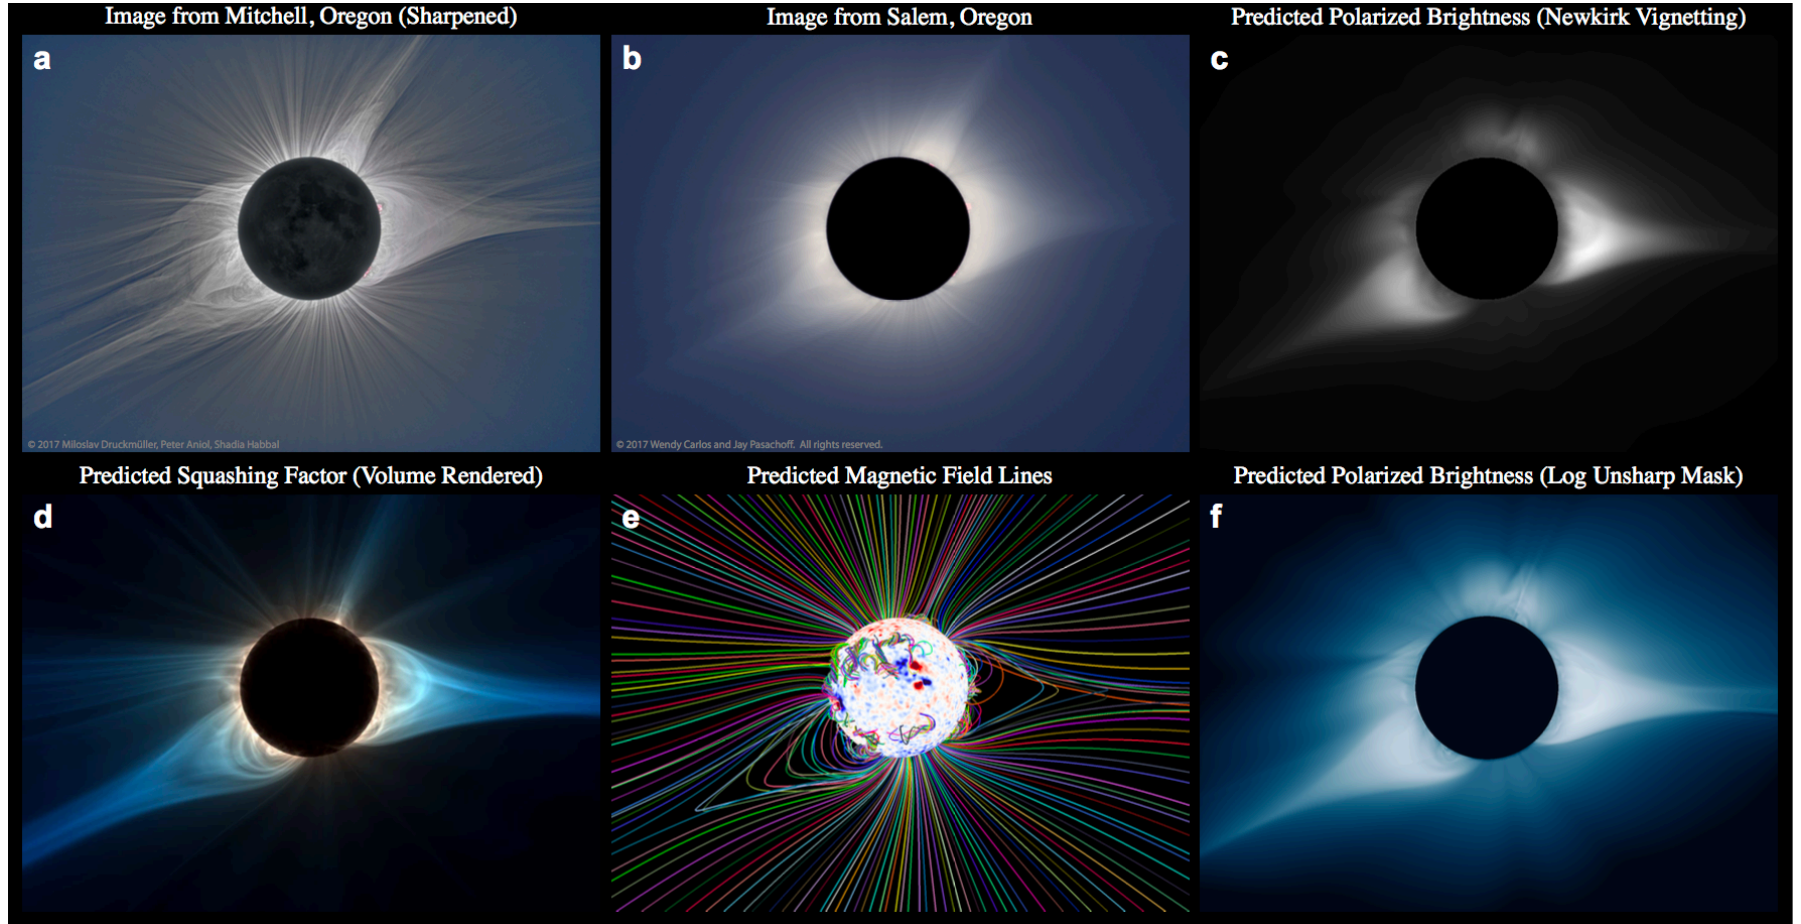 Image from Mitchell, Oregon (Sharpened)
Image from Salem, Oregon
Predicted Polarized Brightness (Newkirk Vignetting)
a
b
c
© 2017 Miloslav Druckmüller, Peter Aniol, Shadia Habbal
© 2017 Wendy Carlos and Jay Pasachoff. All rights reserved.
Predicted Squashing Factor (Volume Rendered)
Predicted Magnetic Field Lines
Predicted Polarized Brightness (Log Unsharp Mask)
d
e
f